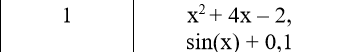 1
x² + 4x – 2,
sin(x) + 0,1